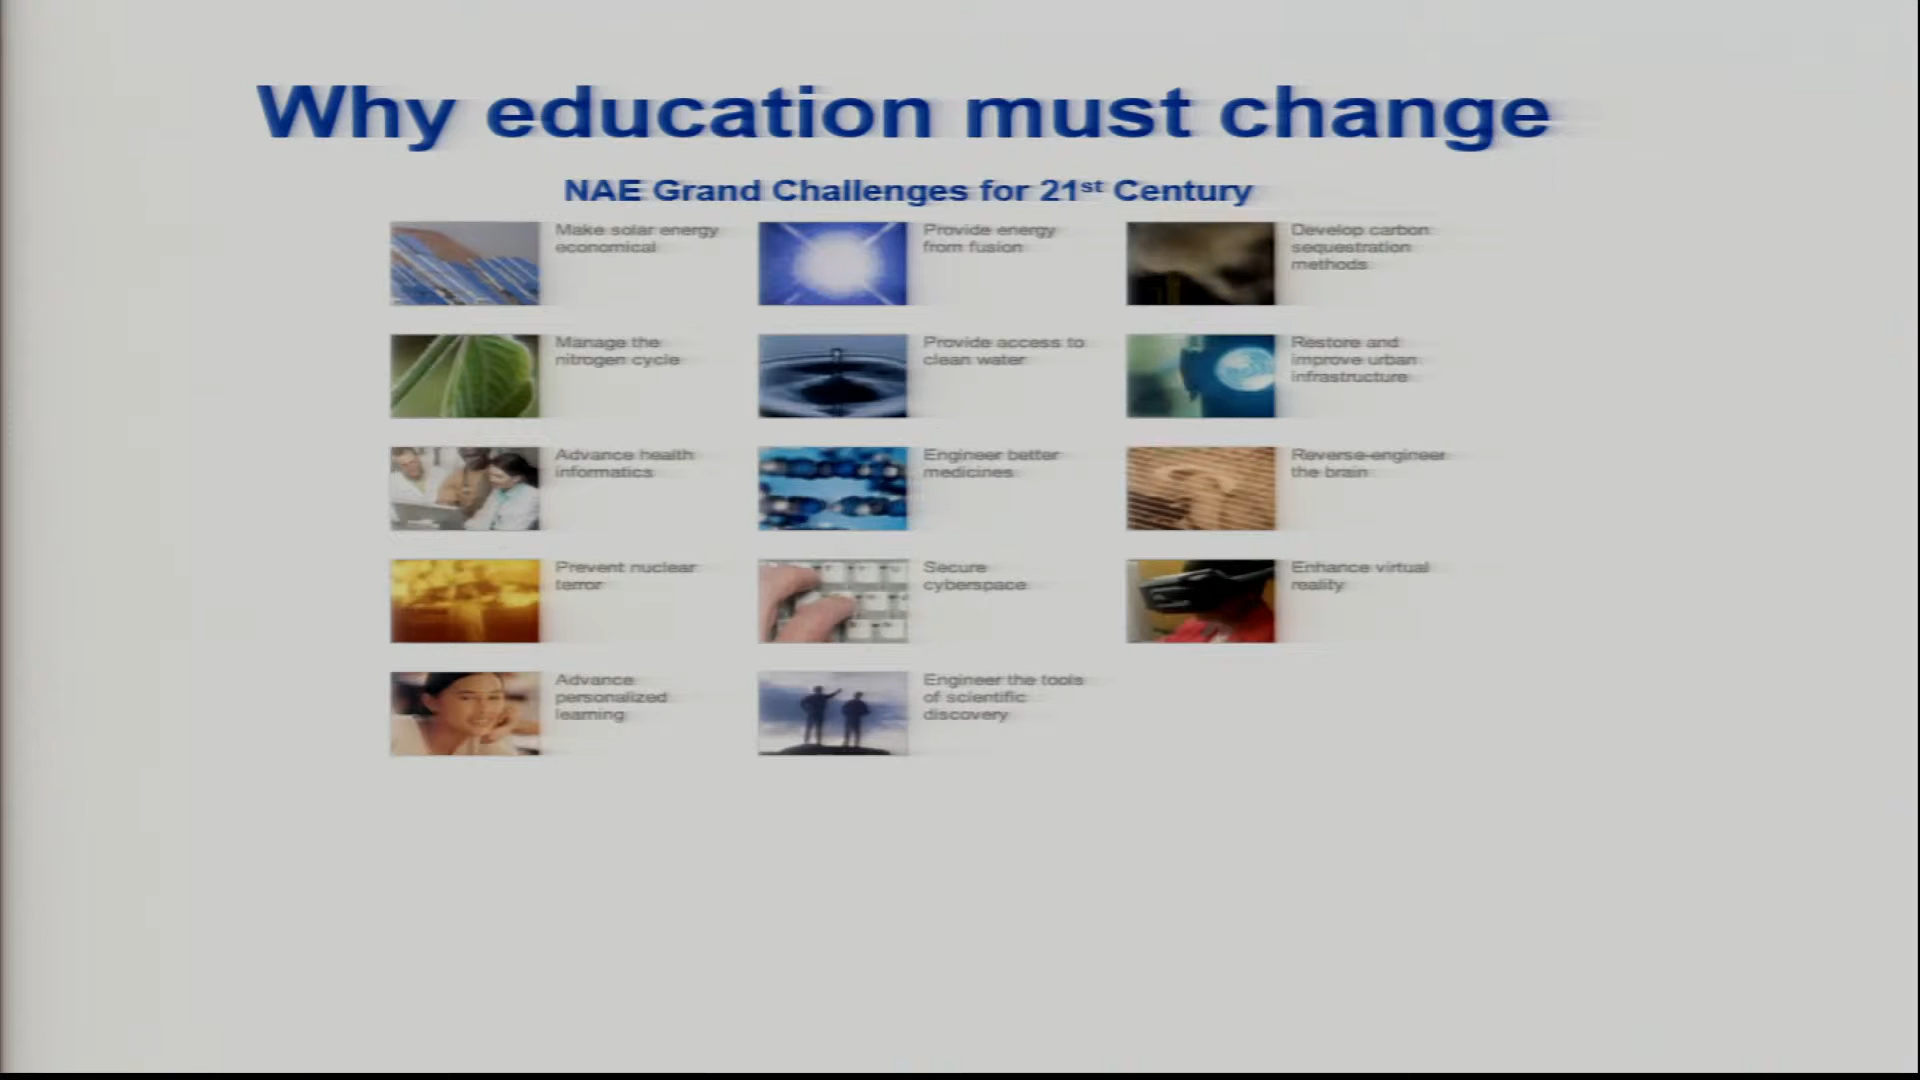 Why education must change
NAE Grand Challenges for 21st Century
Make solar energy
economical
Provide energy
from fusion
Develop carbon
sequestration
methods
Manage the
nitrogen cycle
Provide access to
clean water
Restore and
improve urban
infrastructure
Advance health
informatics
Engineer better
medicines
Reverse-engineer
the brain
Prevent nuclear
terror
Secure
cyberspace
Enhance virtual
reality
Advance
personalized
learning
Engineer the tools
of scientific
discovery